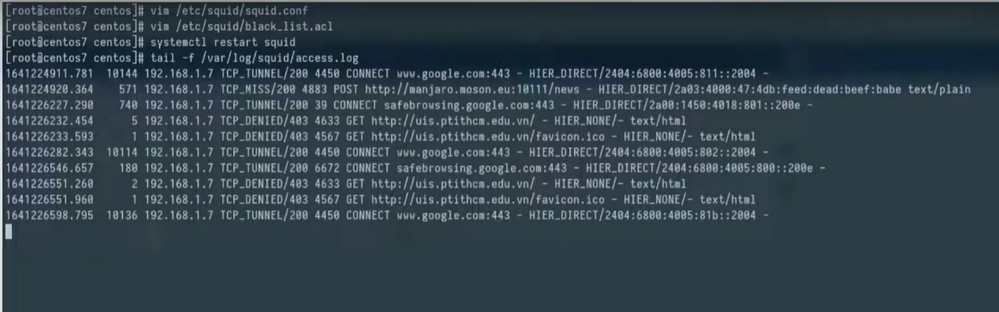 [root@centos7 centos]# vim /etc/squid/squid.conf
[root@centos7 centos]# vim /etc/squid/black_list.acl
[root@centos7 centos]# systemctl restart squid
[root@centos7 centos]# tail -f /var/log/squid/access.log
1641224911.781  10144 192.168.1.7 TCP_TUNNEL/200 4450 CONNECT www.google.com:443 - HIER_DIRECT/2404:6800:4005:811::2004 -
1641224920.364    571 192.168.1.7 TCP_MISS/200 4883 POST http://manjaro.moson.eu:10111/news - HIER_DIRECT/2a03:4000:47:4db:feed:dead:beef:babe text/plain
1641226227.290    740 192.168.1.7 TCP_TUNNEL/200 39 CONNECT safebrowsing.google.com:443 - HIER_DIRECT/2a00:1450:4018:801::200e -
1641226232.454      5 192.168.1.7 TCP_DENIED/403 4633 GET http://uis.ptithcm.edu.vn/ - HIER_NONE/- text/html
1641226233.593      1 192.168.1.7 TCP_DENIED/403 4567 GET http://uis.ptithcm.edu.vn/favicon.ico - HIER_NONE/- text/html
1641226282.343  10114 192.168.1.7 TCP_TUNNEL/200 4450 CONNECT www.google.com:443 - HIER_DIRECT/2404:6800:4005:802::2004 -
1641226546.657    180 192.168.1.7 TCP_TUNNEL/200 6672 CONNECT safebrowsing.google.com:443 - HIER_DIRECT/2404:6800:4005:800::200e -
1641226551.260      2 192.168.1.7 TCP_DENIED/403 4633 GET http://uis.ptithcm.edu.vn/ - HIER_NONE/- text/html
1641226551.960      1 192.168.1.7 TCP_DENIED/403 4567 GET http://uis.ptithcm.edu.vn/favicon.ico - HIER_NONE/- text/html
1641226598.795  10136 192.168.1.7 TCP_TUNNEL/200 4450 CONNECT www.google.com:443 - HIER_DIRECT/2404:6800:4005:81b::2004 -